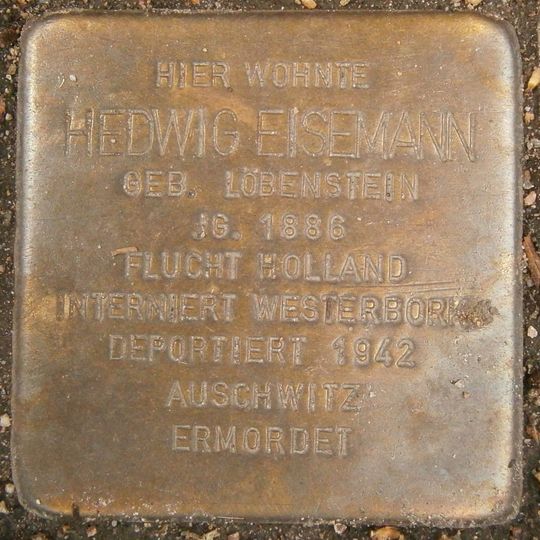 HIER WOHNTE
HEDWIG EISEMANN
GEB. LÖBENSTEIN
JG. 1886
FLUCHT HOLLAND
INTERNIERT WESTERBORK
DEPORTIERT 1942
AUSCHWITZ
ERMORDET